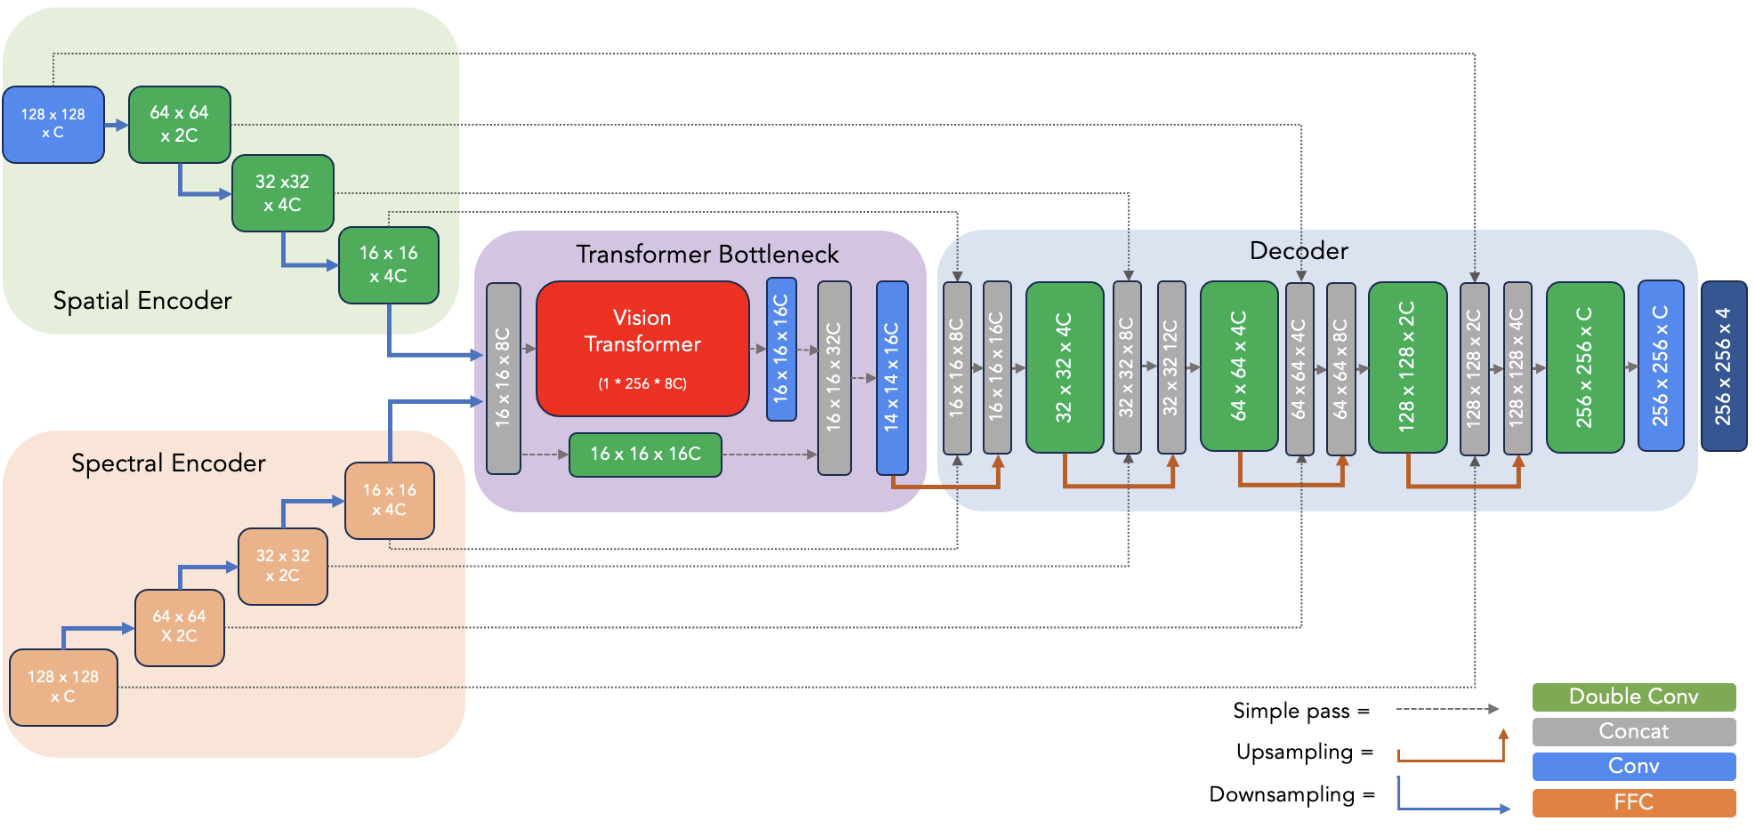 128 x 128
x C
64 x 64
x 2C
32 x32
x 4C
16 x 16
x 4C
Spatial Encoder
Spectral Encoder
16 x 16
x 4C
32 x 32
x 2C
64 x 64
X 2C
128 x 128
x C
Transformer Bottleneck
16 x 16 x 8C
Vision
Transformer
(1 * 256 * 8C)
16 x 16 x 16C
16 x 16 x 16C
16 x 16 x 32C
14 x 14 x 16C
Decoder
16 x 16 x 8C
16 x 16 x 16C
32 x 32 x 4C
32 x 32 x 8C
32 x 32 12C
64 x 64 x 4C
64 x 64 x 4C
64 x 64 x 8C
128 x 128 x 2C
128 x 128 x 2C
128 x 128 x 4C
256 x 256 x C
256 x 256 x C
256 x 256 x 4
Simple pass =
Upsampling =
Downsampling =
Double Conv
Concat
Conv
FFC